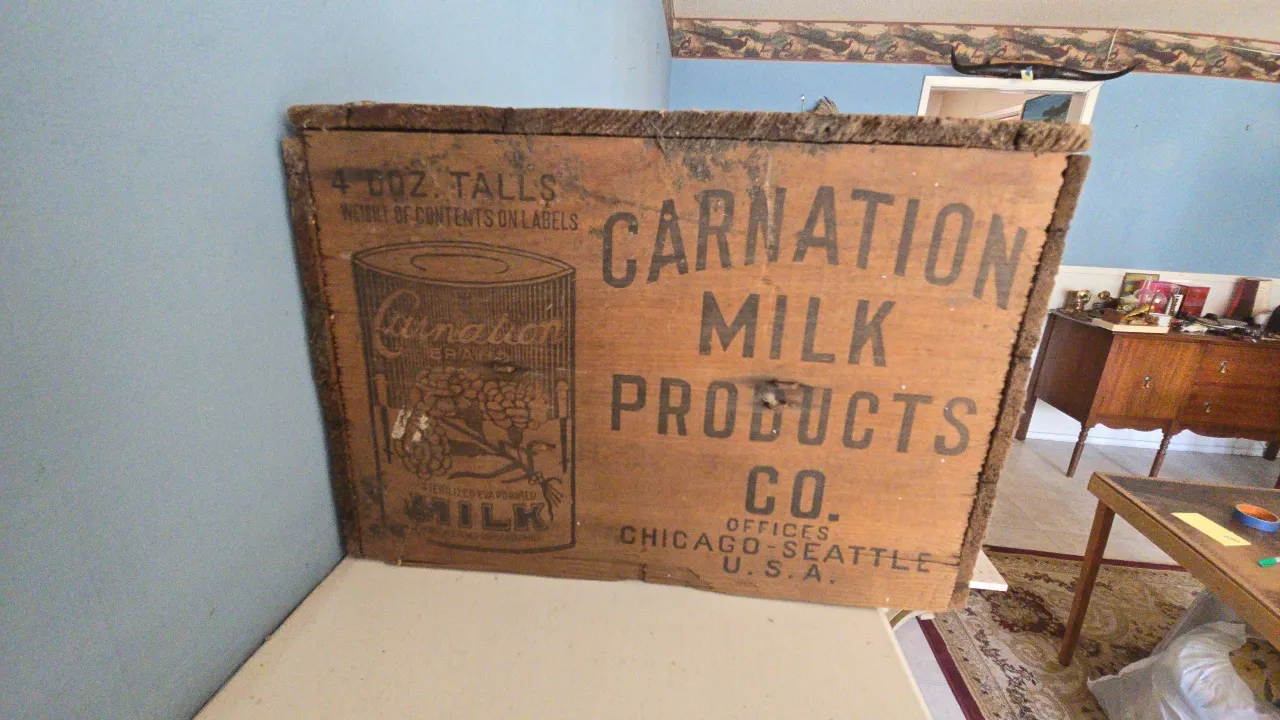 4 DOZ. TALLS
WEIGHT OF CONTENTS ON LABELS
Carnation
BRAND
STERILIZED EVAPORATED
MILK
CARNATION
MILK
PRODUCTS
CO.
OFFICES
CHICAGO-SEATTLE
U.S.A.